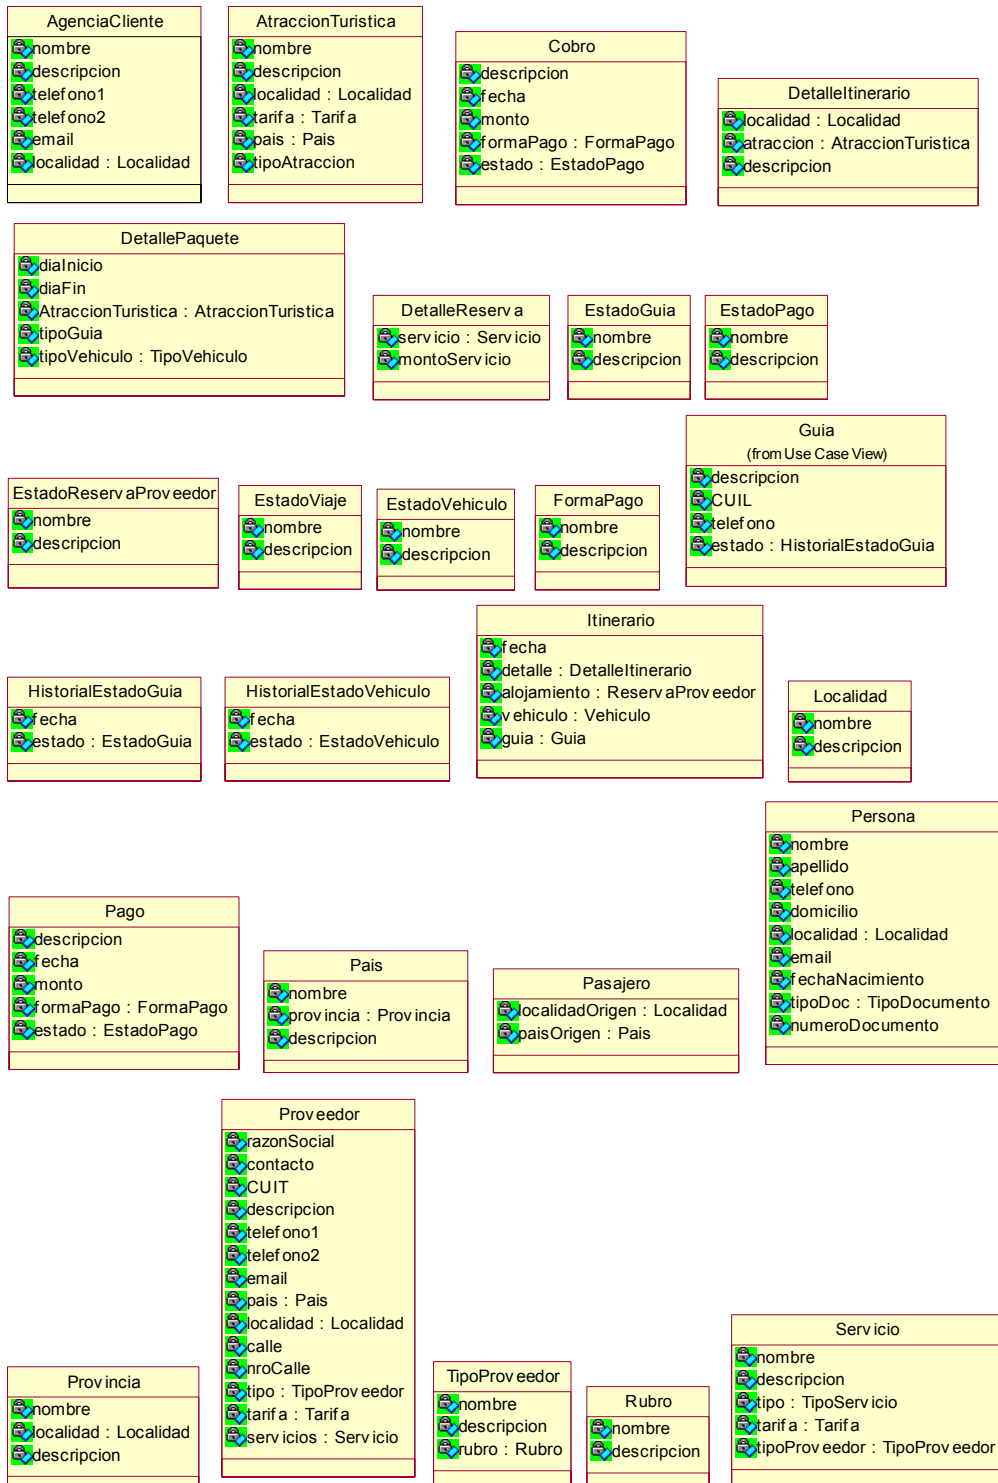 AgenciaCliente
nombre
descripcion
telefono1
telefono2
email
localidad : Localidad
AtraccionTuristica
nombre
descripcion
localidad : Localidad
tarifa : Tarifa
pais : Pais
tipoAtraccion
Cobro
descripcion
fecha
monto
formaPago : FormaPago
estado : EstadoPago
DetalleItinerario
localidad : Localidad
atraccion : AtraccionTuristica
descripcion
DetallePaquete
diaInicio
diaFin
AtraccionTuristica : AtraccionTuristica
tipoGuia
tipoVehiculo : TipoVehiculo
DetalleReserva
servicio : Servicio
montoServicio
EstadoGuia
nombre
descripcion
EstadoPago
nombre
descripcion
EstadoReservaProveedor
nombre
descripcion
EstadoViaje
nombre
descripcion
EstadoVehiculo
nombre
descripcion
FormaPago
nombre
descripcion
Guia
(from Use Case View)
descripcion
CUIL
telefono
estado : HistorialEstadoGuia
HistorialEstadoGuia
fecha
estado : EstadoGuia
HistorialEstadoVehiculo
fecha
estado : EstadoVehiculo
Itinerario
fecha
detalle : DetalleItinerario
alojamiento : ReservaProveedor
vehiculo : Vehiculo
guia : Guia
Localidad
nombre
descripcion
Pago
descripcion
fecha
monto
formaPago : FormaPago
estado : EstadoPago
Pais
nombre
provincia : Provincia
descripcion
Pasajero
localidadOrigen : Localidad
paisOrigen : Pais
Persona
nombre
apellido
telefono
domicilio
localidad : Localidad
email
fechaNacimiento
tipoDoc : TipoDocumento
numeroDocumento
Provincia
nombre
localidad : Localidad
descripcion
Proveedor
razonSocial
contacto
CUIT
descripcion
telefono1
telefono2
email
pais : Pais
localidad : Localidad
calle
nroCalle
tipo : TipoProveedor
tarifa : Tarifa
servicios : Servicio
TipoProveedor
nombre
descripcion
rubro : Rubro
Rubro
nombre
descripcion
Servicio
nombre
descripcion
tipo : TipoServicio
tarifa : Tarifa
tipoProveedor : TipoProveedor